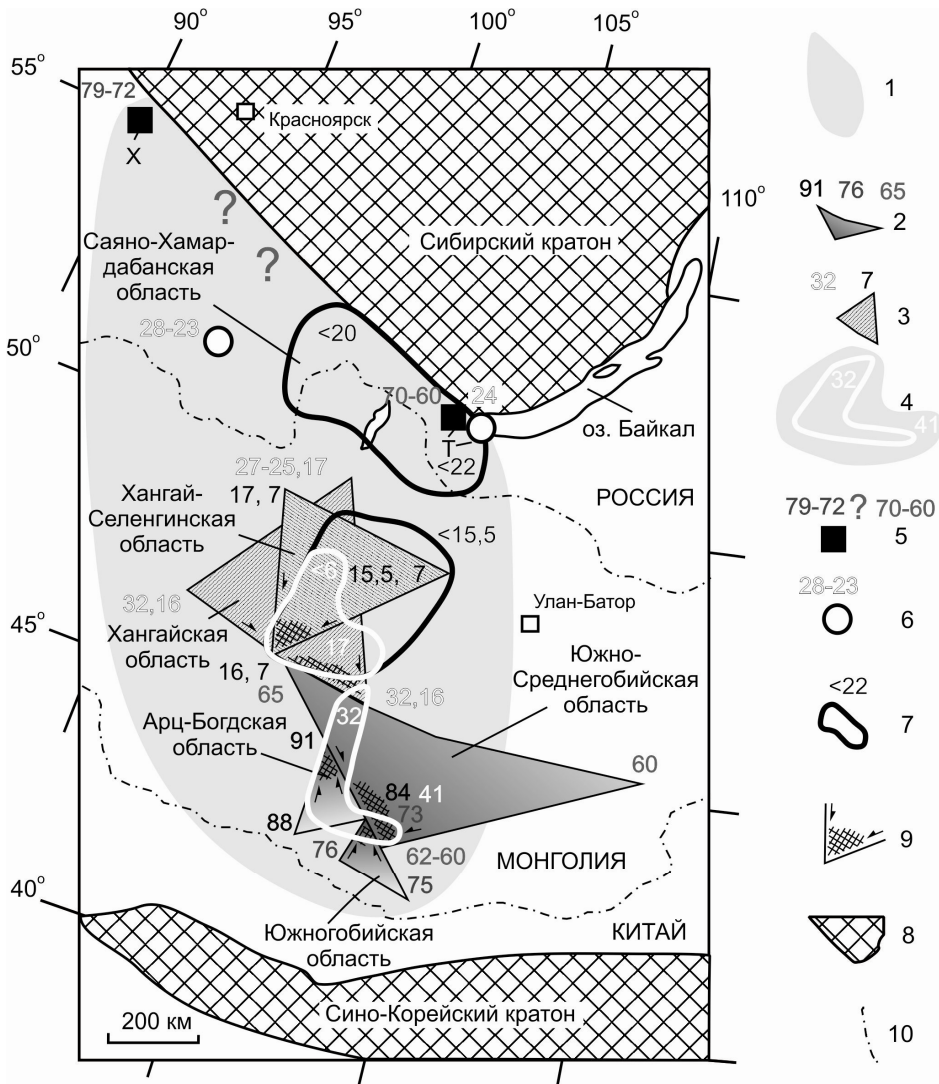 90°
95°
100°
105°
55°
79-72
Красноярск
Х
110°
?
Сибирский кратон
Саяно-Хамар-
дабанская
область
?
<20
28-23
50°
70-60
24
оз. Байкал
Т
<22
27-25,17
17, 7
Хангай-
Селенгинская
область
РОССИЯ
<15,5
<6
15,5, 7
32,16
Улан-Батор
Хангайская
область
45°
17
16, 7
65
32,16
Южно-
Среднегобийская
область
Арц-Богдская
область
32
91
60
84
41
73
88
76
62-60
МОНГОЛИЯ
75
40°
Южногобийская
область
КИТАЙ
Сино-Корейский кратон
200 км
1
91 76 65
2
32 7
3
32
41
4
79-72 ? 70-60
5
28-23
6
<22
7
9
8
10